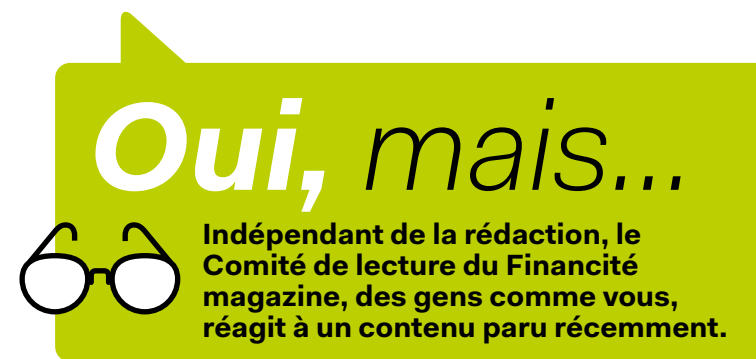 Oui, mais...
Indépendant de la rédaction, le
Comité de lecture du Financité
magazine, des gens comme vous,
réagit à un contenu paru récemment.